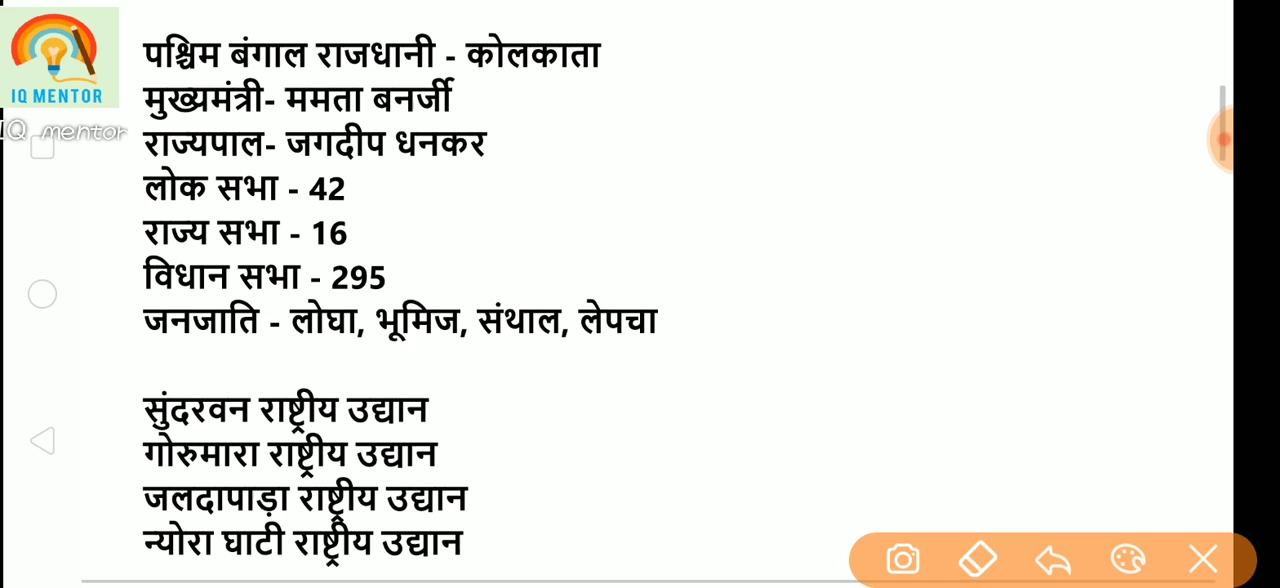 पश्चिम बंगाल राजधानी - कोलकाता
IQ MENTOR
मुख्यमंत्री- ममता बनर्जी
IQ mentor
राज्यपाल- जगदीप धनकर
लोक सभा - 42
राज्य सभा - 16
विधान सभा - 295
जनजाति - लोघा, भूमिज, संथाल, लेपचा
सुंदरवन राष्ट्रीय उद्यान
गोरुमारा राष्ट्रीय उद्यान
जलदापाड़ा राष्ट्रीय उद्यान
न्योरा घाटी राष्ट्रीय उद्यान